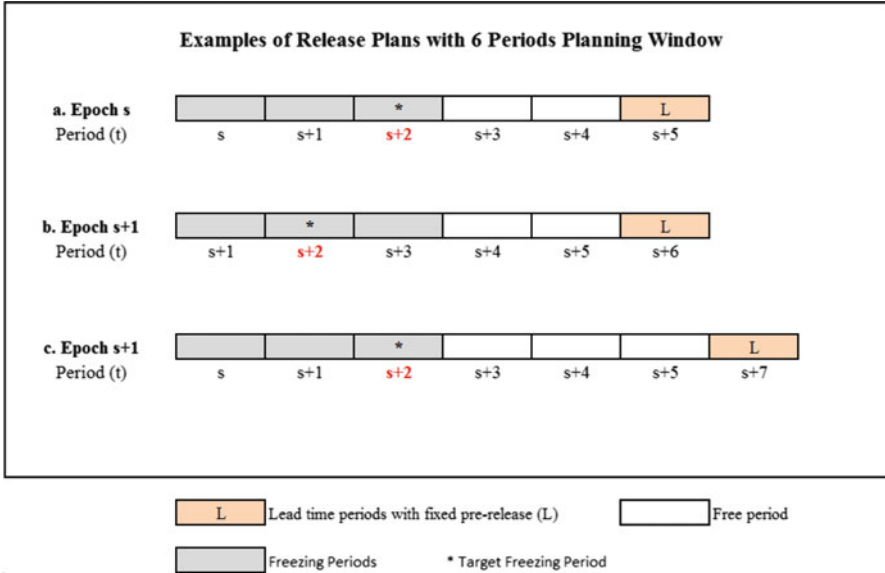 Examples of Release Plans with 6 Periods Planning Window
a. Epoch s
*
L
Period (t) s s+1 s+2 s+3 s+4 s+5
b. Epoch s+1
*
L
Period (t) s+1 s+2 s+3 s+4 s+5 s+6
c. Epoch s+1
*
L
Period (t) s s+1 s+2 s+3 s+4 s+5 s+7
L Lead time periods with fixed pre-release (L) Free period
Freezing Periods * Target Freezing Period